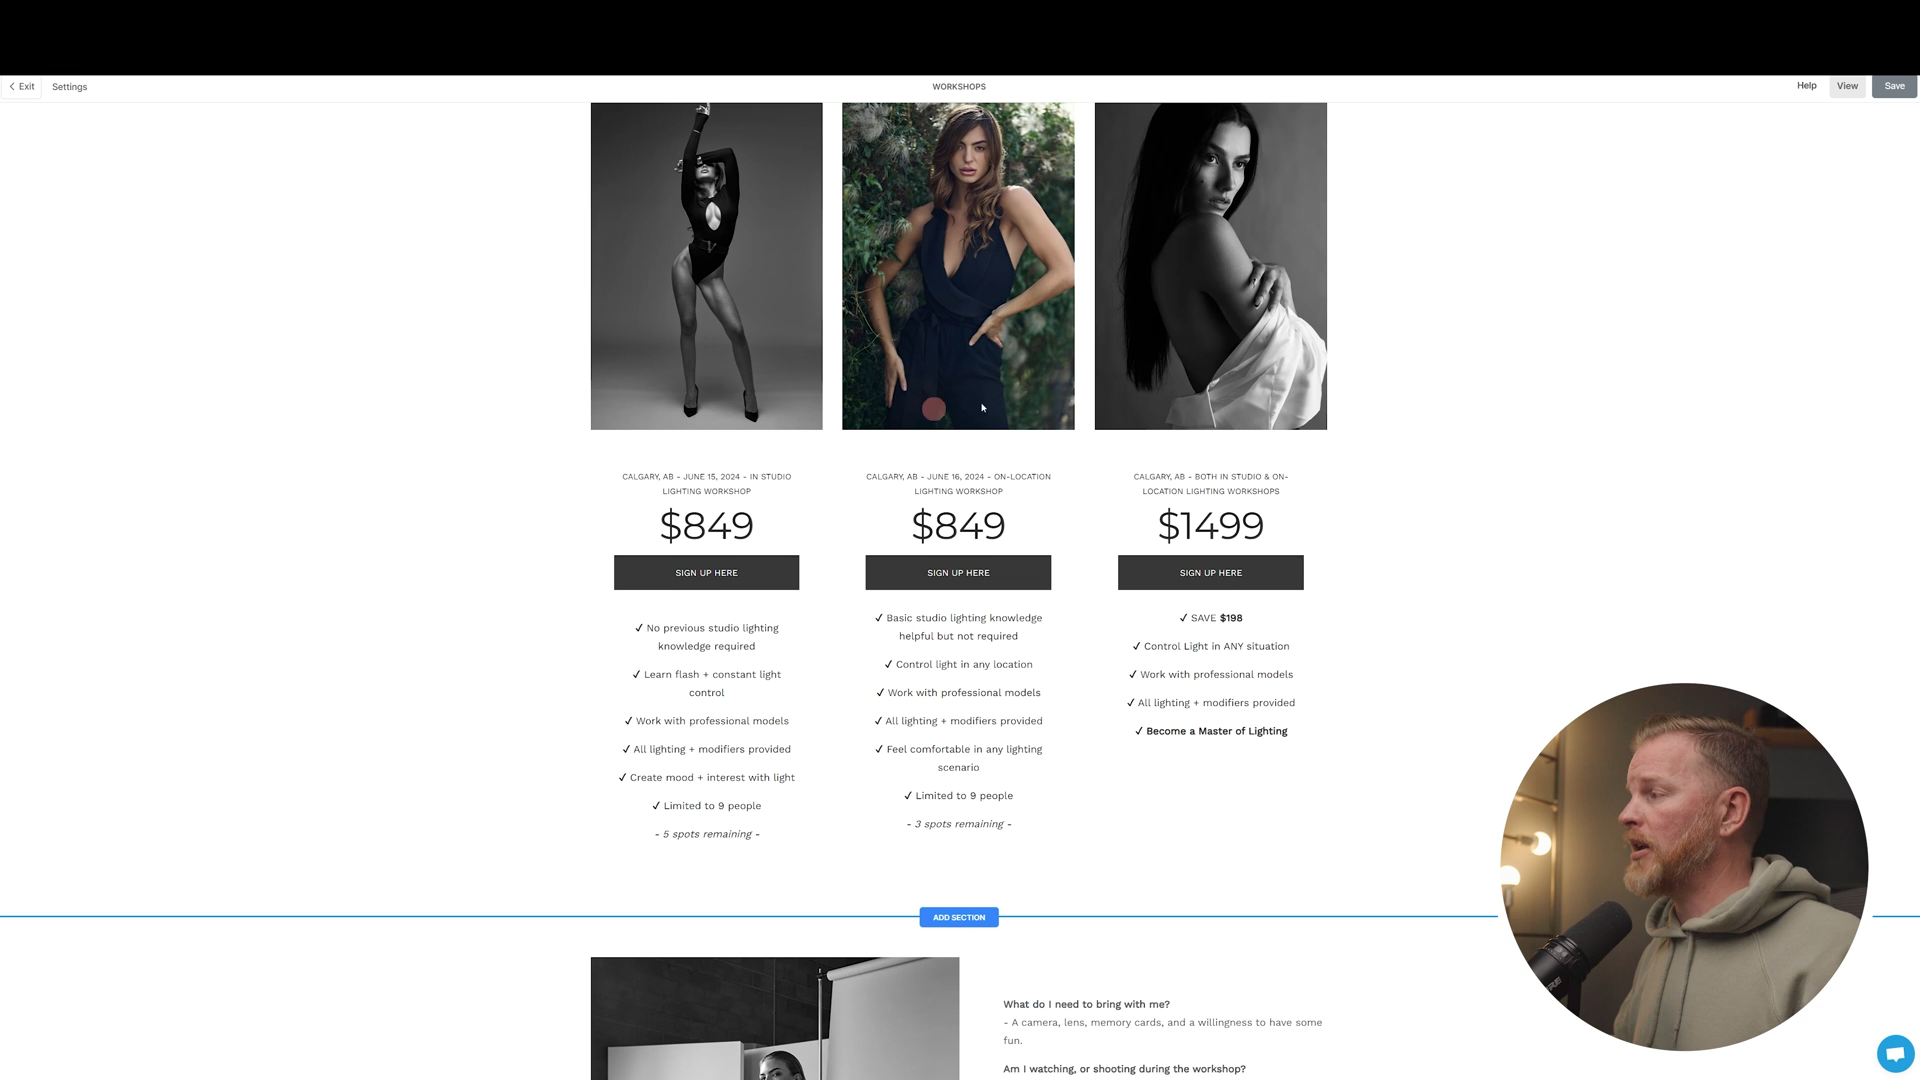 Exit
Settings
WORKSHOPS
Help
View
Save
CALGARY, AB - JUNE 15, 2024 - IN STUDIO
LIGHTING WORKSHOP
$849
SIGN UP HERE
✓ No previous studio lighting
knowledge required
✓ Learn flash + constant light
control
✓ Work with professional models
✓ All lighting + modifiers provided
✓ Create mood + interest with light
✓ Limited to 9 people
- 5 spots remaining -
CALGARY, AB - JUNE 16, 2024 - ON-LOCATION
LIGHTING WORKSHOP
$849
SIGN UP HERE
✓ Basic studio lighting knowledge
helpful but not required
✓ Control light in any location
✓ Work with professional models
✓ All lighting + modifiers provided
✓ Feel comfortable in any lighting
scenario
✓ Limited to 9 people
- 3 spots remaining -
CALGARY, AB - BOTH IN STUDIO & ON-
LOCATION LIGHTING WORKSHOPS
$1499
SIGN UP HERE
✓ SAVE $198
✓ Control Light in ANY situation
✓ Work with professional models
✓ All lighting + modifiers provided
✓ Become a Master of Lighting
ADD SECTION
What do I need to bring with me?
- A camera, lens, memory cards, and a willingness to have some
fun.
Am I watching, or shooting during the workshop?